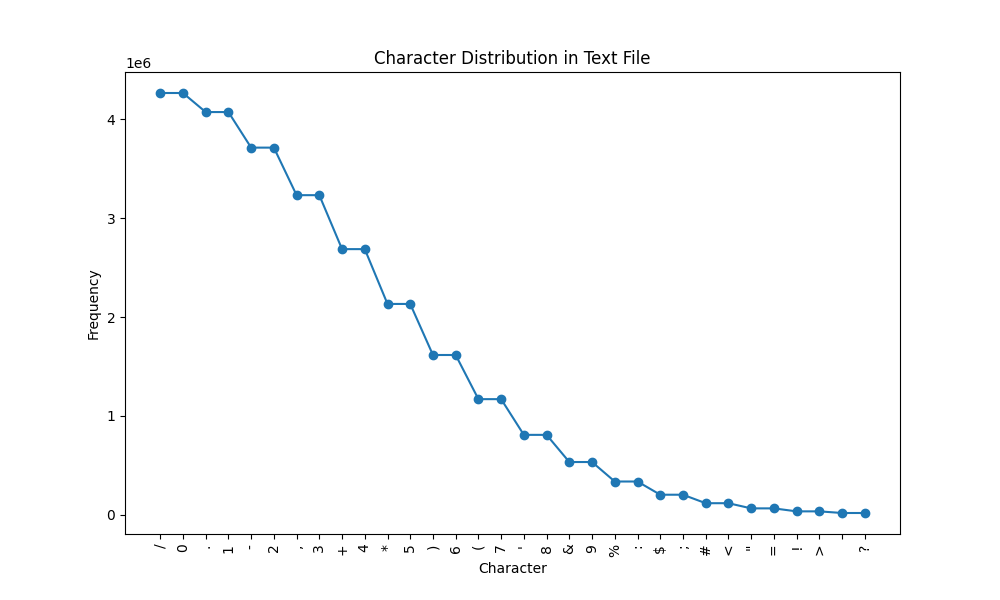 Character Distribution in Text File
1e6
4
3
2
1
0
Frequency
/ 0 . 1 - 2 , 3 + 4 * 5 ) 6 ( 7 ' 8 & 9 % : $ ; # < " = ! > ?
Character